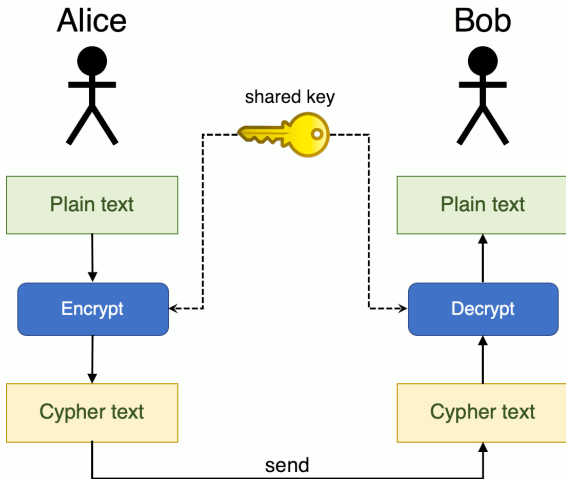 Alice
Bob
shared key
Plain text
Plain text
Encrypt
Decrypt
Cypher text
Cypher text
send